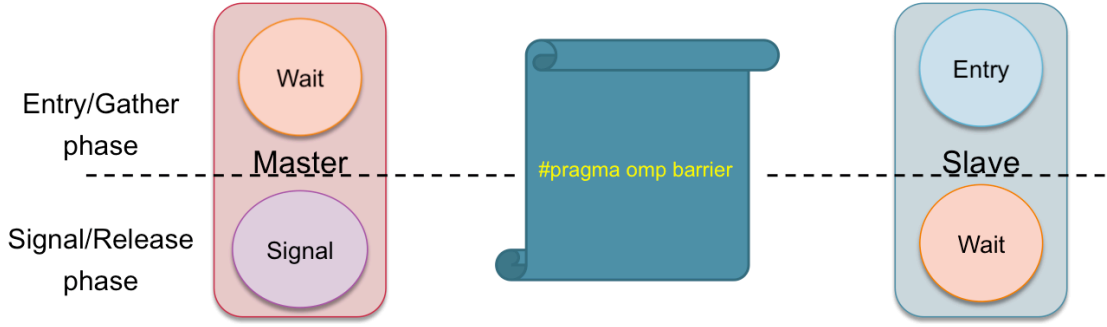 Wait
Entry
Entry/Gather
phase
Master
#pragma omp barrier
Slave
Signal/Release
phase
Signal
Wait